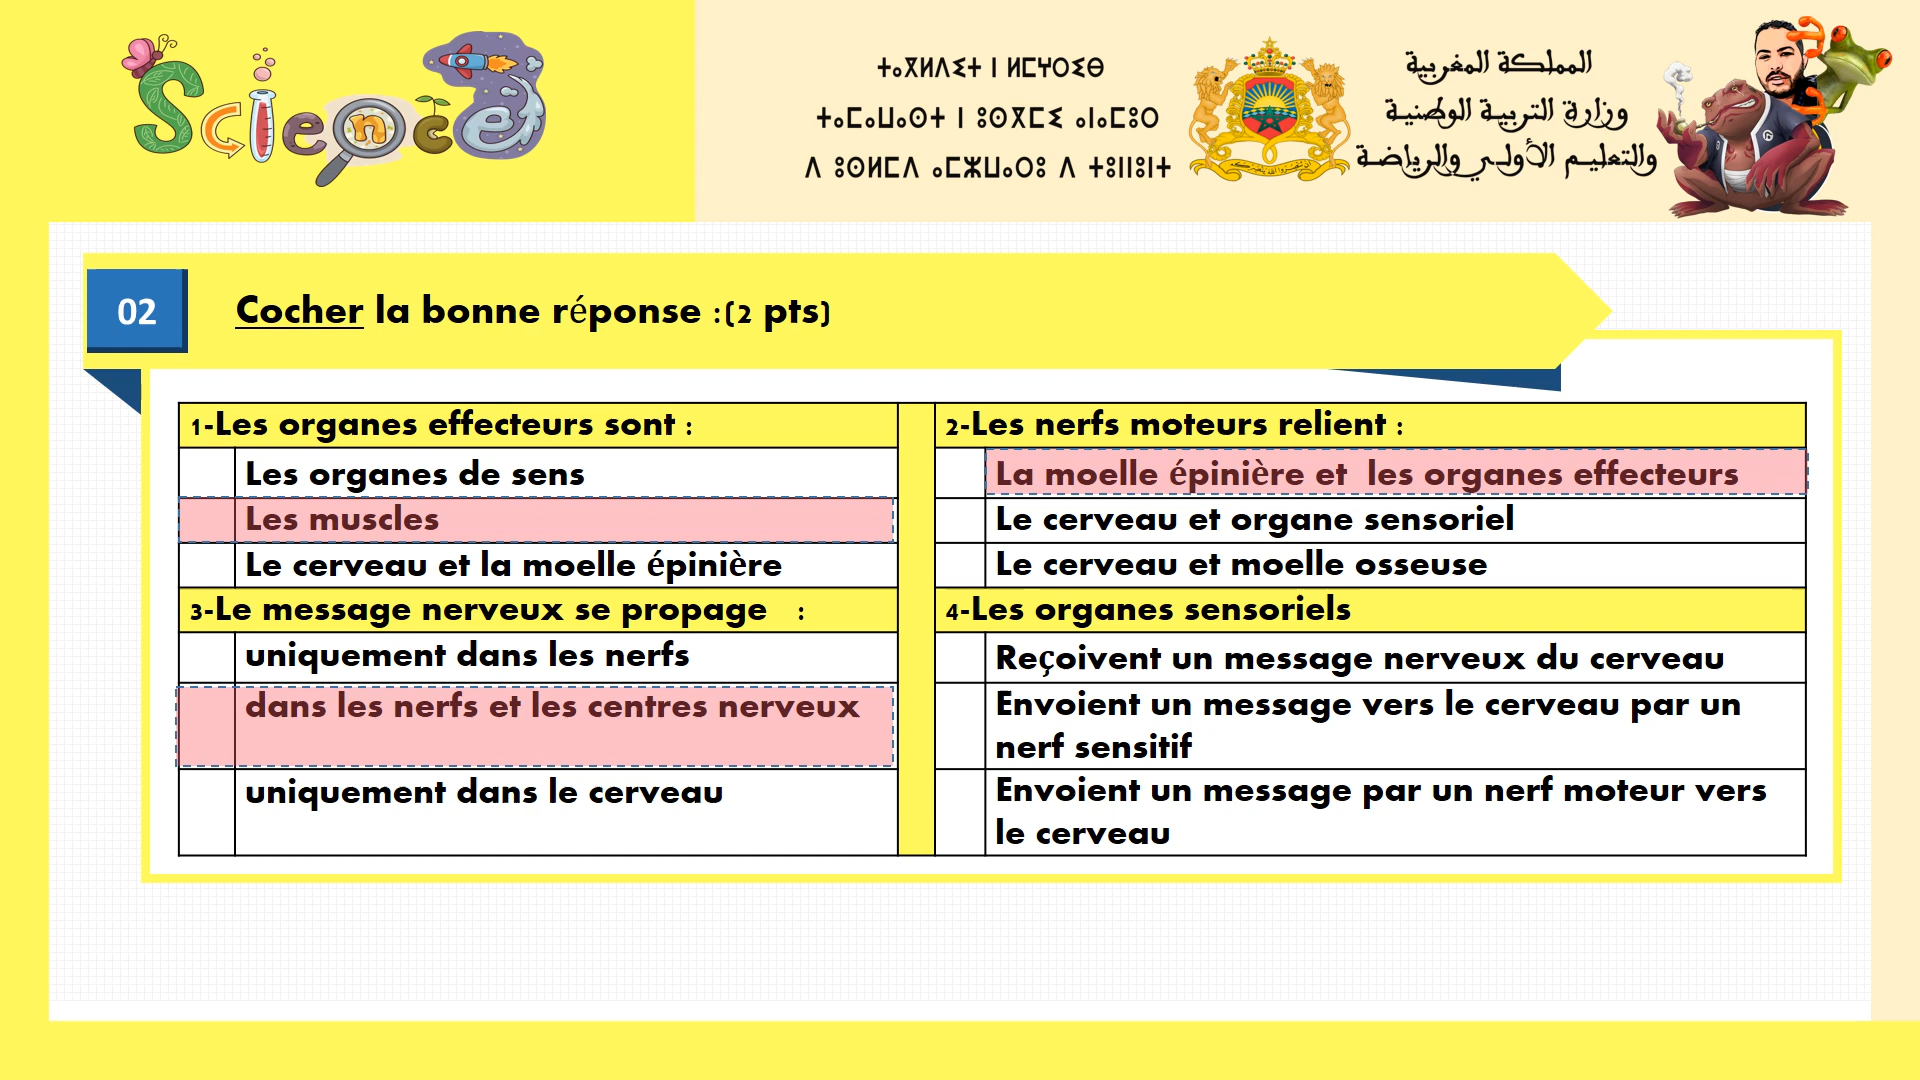 Science
ⵜⴰⴳⵍⴷⵉⵜ ⵏ ⵍⵎⵖⵔⵉⴱ
ⵜⴰⵎⴰⵡⴰⵙⵜ ⵏ ⵓⵙⴳⵎⵉ ⴰⵏⴰⵎⵓⵔ
ⴷ ⵓⵙⵍⵎⴷ ⴰⵎⵣⵡⴰⵔⵓ ⴷ ⵜⵓⵏⵏⵓⵏⵜ
المملكة المغربية
وزارة التربية الوطنية
والتعليم الأولي والرياضة
02
Cocher la bonne réponse :(2 pts)
1-Les organes effecteurs sont :
Les organes de sens
Les muscles
Le cerveau et la moelle épinière
2-Les nerfs moteurs relient :
La moelle épinière et les organes effecteurs
Le cerveau et organe sensoriel
Le cerveau et moelle osseuse
3-Le message nerveux se propage :
uniquement dans les nerfs
dans les nerfs et les centres nerveux
uniquement dans le cerveau
4-Les organes sensoriels
Reçoivent un message nerveux du cerveau
Envoient un message vers le cerveau par un
nerf sensitif
Envoient un message par un nerf moteur vers
le cerveau